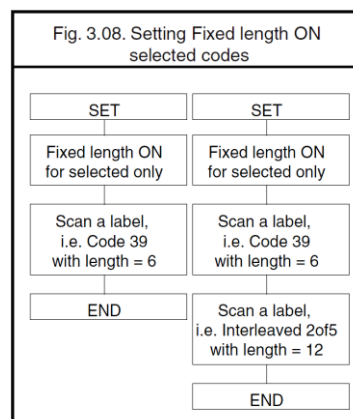 Fig. 3.08. Setting Fixed length ON
selected codes
SET
Fixed length ON
for selected only
Scan a label,
i.e. Code 39
with length = 6
END
SET
Fixed length ON
for selected only
Scan a label,
i.e. Code 39
with length = 6
Scan a label,
i.e. Interleaved 2of5
with length = 12
END